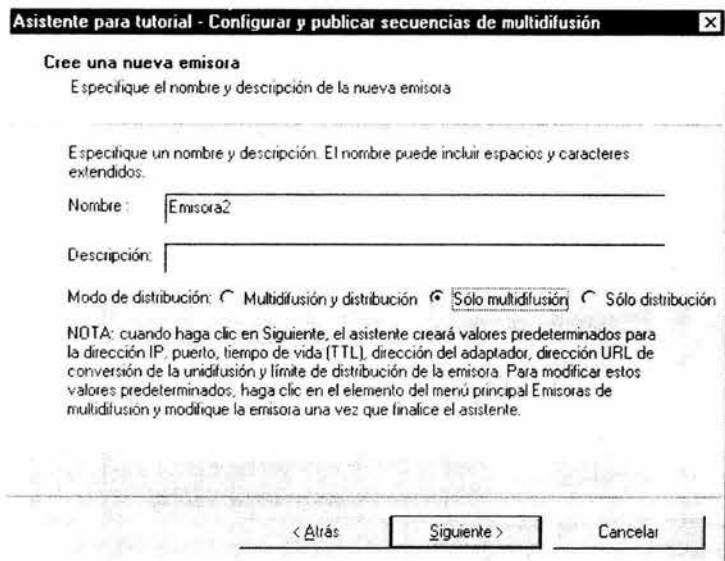 Asistente para tutorial - Configurar y publicar secuencias de multidifusión
Cree una nueva emisora
Especifique el nombre y descripción de la nueva emisora
Especifique un nombre y descripción. El nombre puede incluir espacios y caracteres
extendidos.
Nombre : Emisora2
Descripción:
Modo de distribución: Multidifusión y distribución Sólo multidifusión Sólo distribución
NOTA: cuando haga clic en Siguiente, el asistente creará valores predeterminados para
la dirección IP, puerto, tiempo de vida (TTL), dirección del adaptador, dirección URL de
conversión de la unidifusión y límite de distribución de la emisora. Para modificar estos
valores predeterminados, haga clic en el elemento del menú principal Emisoras de
multidifusión y modifique la emisora una vez que finalice el asistente.
< Atrás Siguiente > Cancelar